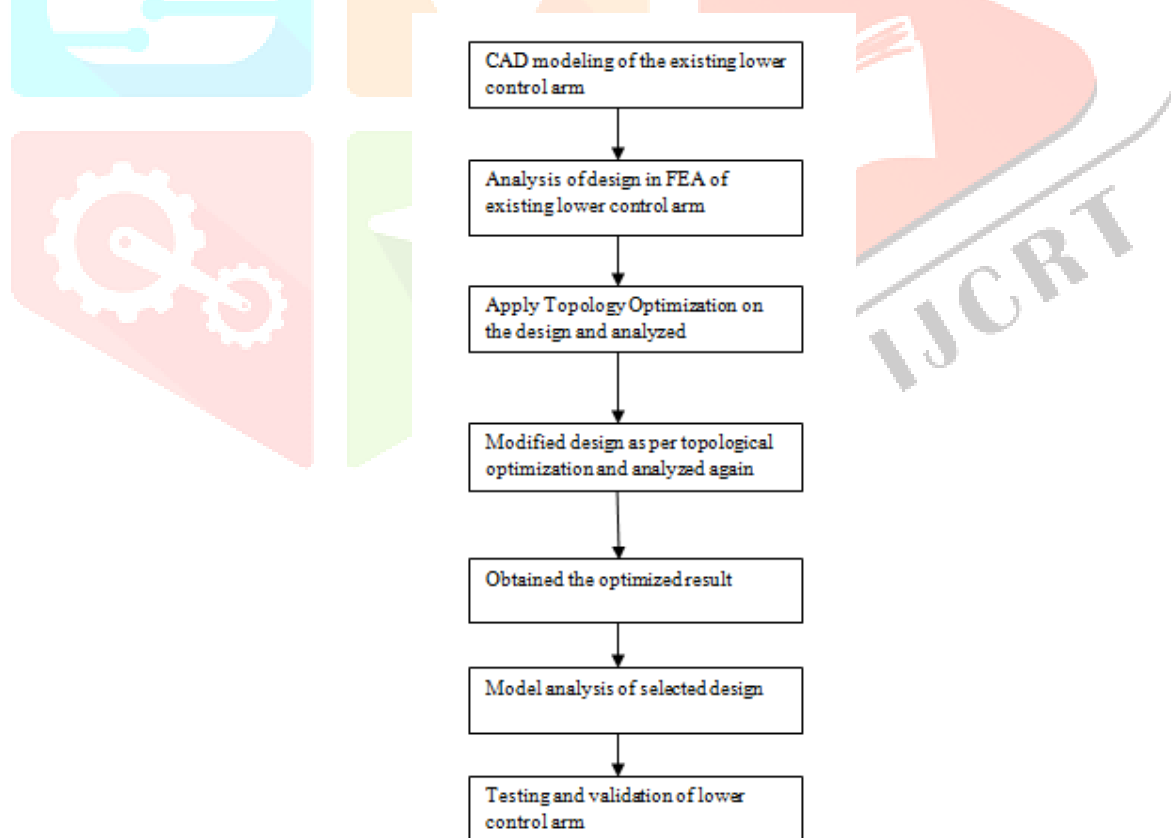 CAD modeling of the existing lower
control arm
Analysis of design in FEA of
existing lower control arm
Apply Topology Optimization on
the design and analyzed
Modified design as per topological
optimization and analyzed again
Obtained the optimized result
Model analysis of selected design
Testing and validation of lower
control arm
IJCRT